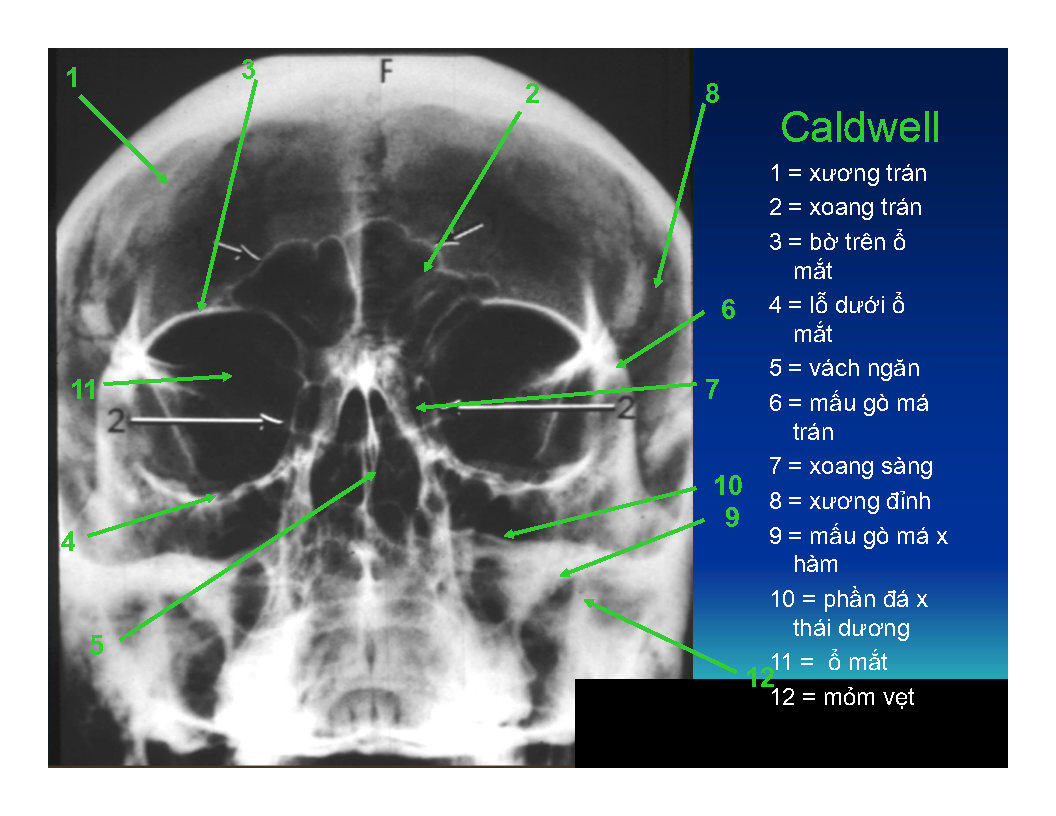 1
3
F
2
8
Caldwell
1 = xương trán
2 = xoang trán
3 = bờ trên ổ
mắt
4 = lỗ dưới ổ
mắt
5 = vách ngăn
6 = mấu gò má
trán
7 = xoang sàng
8 = xương đỉnh
9 = mấu gò má x
hàm
10 = phần đá x
thái dương
11 = ổ mắt
12 = mỏm vẹt
6
11
7
2
2
10
9
4
5
12